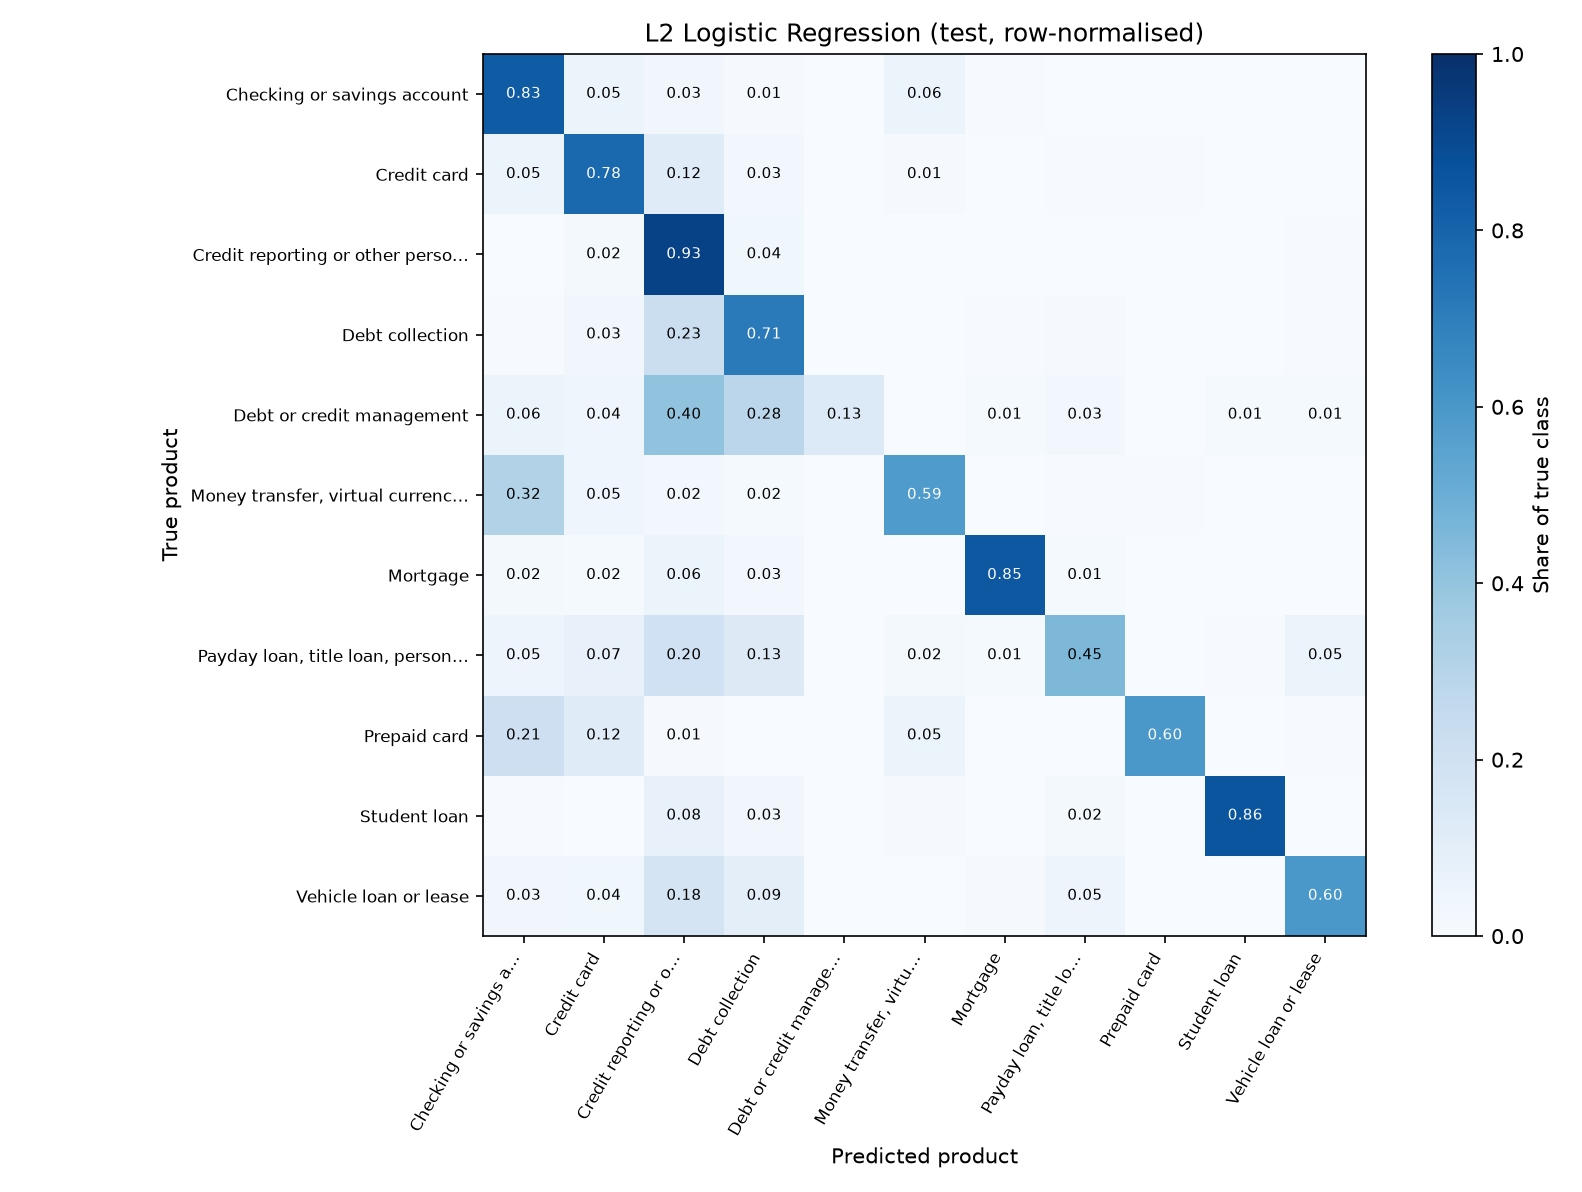 L2 Logistic Regression (test, row-normalised)
Checking or savings account 0.83 0.05 0.03 0.01 0.06
Credit card 0.05 0.78 0.12 0.03 0.01
Credit reporting or other perso... 0.02 0.93 0.04
Debt collection 0.03 0.23 0.71
Debt or credit management 0.06 0.04 0.40 0.28 0.13 0.01 0.03 0.01 0.01
Money transfer, virtual currenc... 0.32 0.05 0.02 0.02 0.59
Mortgage 0.02 0.02 0.06 0.03 0.85 0.01
Payday loan, title loan, person... 0.05 0.07 0.20 0.13 0.02 0.01 0.45 0.05
Prepaid card 0.21 0.12 0.01 0.05 0.60
Student loan 0.08 0.03 0.02 0.86
Vehicle loan or lease 0.03 0.04 0.18 0.09 0.05 0.60
True product
Checking or savings a...
Credit card
Credit reporting or o...
Debt collection
Debt or credit manage...
Money transfer, virtu...
Mortgage
Payday loan, title lo...
Prepaid card
Student loan
Vehicle loan or lease
Predicted product
1.0
0.8
0.6
0.4
0.2
0.0
Share of true class